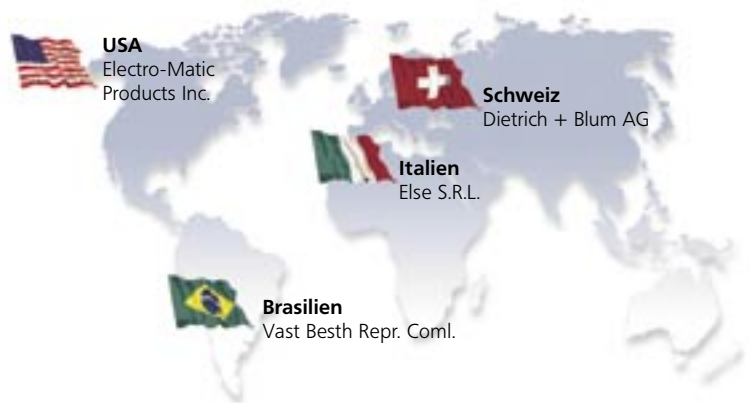 USA
Electro-Matic
Products Inc.
Schweiz
Dietrich + Blum AG
Italien
Else S.R.L.
Brasilien
Vast Besth Repr. Coml.